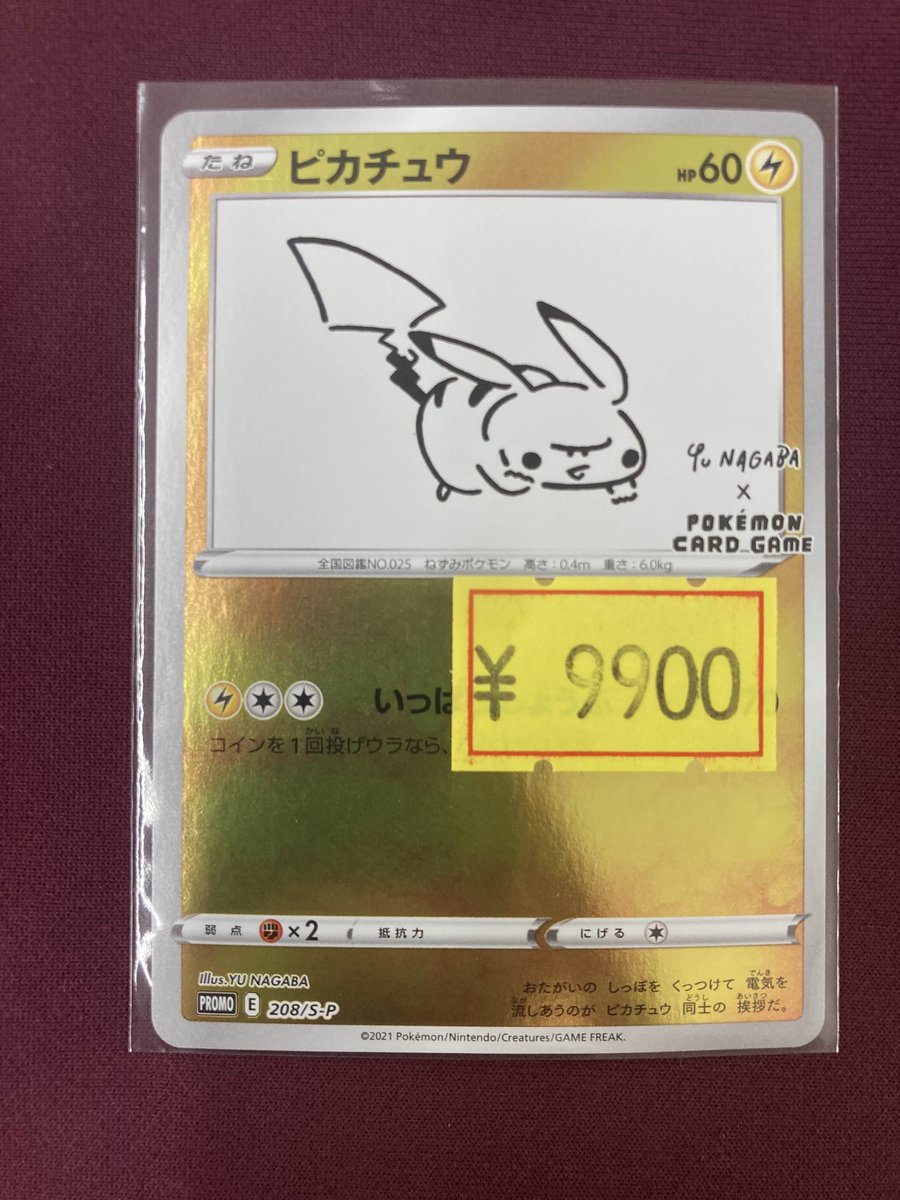 たね ピカチュウ HP60
YU NAGABA
×
POKÉMON
CARD GAME
全国図鑑NO.025 ねずみポケモン 高さ：0.4m 重さ：6.0kg
¥ 9900
いっぱ
コインを1回投げウラなら、
弱点 ×2 抵抗力 にげる
Illus.YU NAGABA
PROMO E 208/S-P
おたがいの しっぽを くっつけて 電気を
流しあうのが ピカチュウ 同士の 挨拶だ。
©2021 Pokémon/Nintendo/Creatures/GAME FREAK.